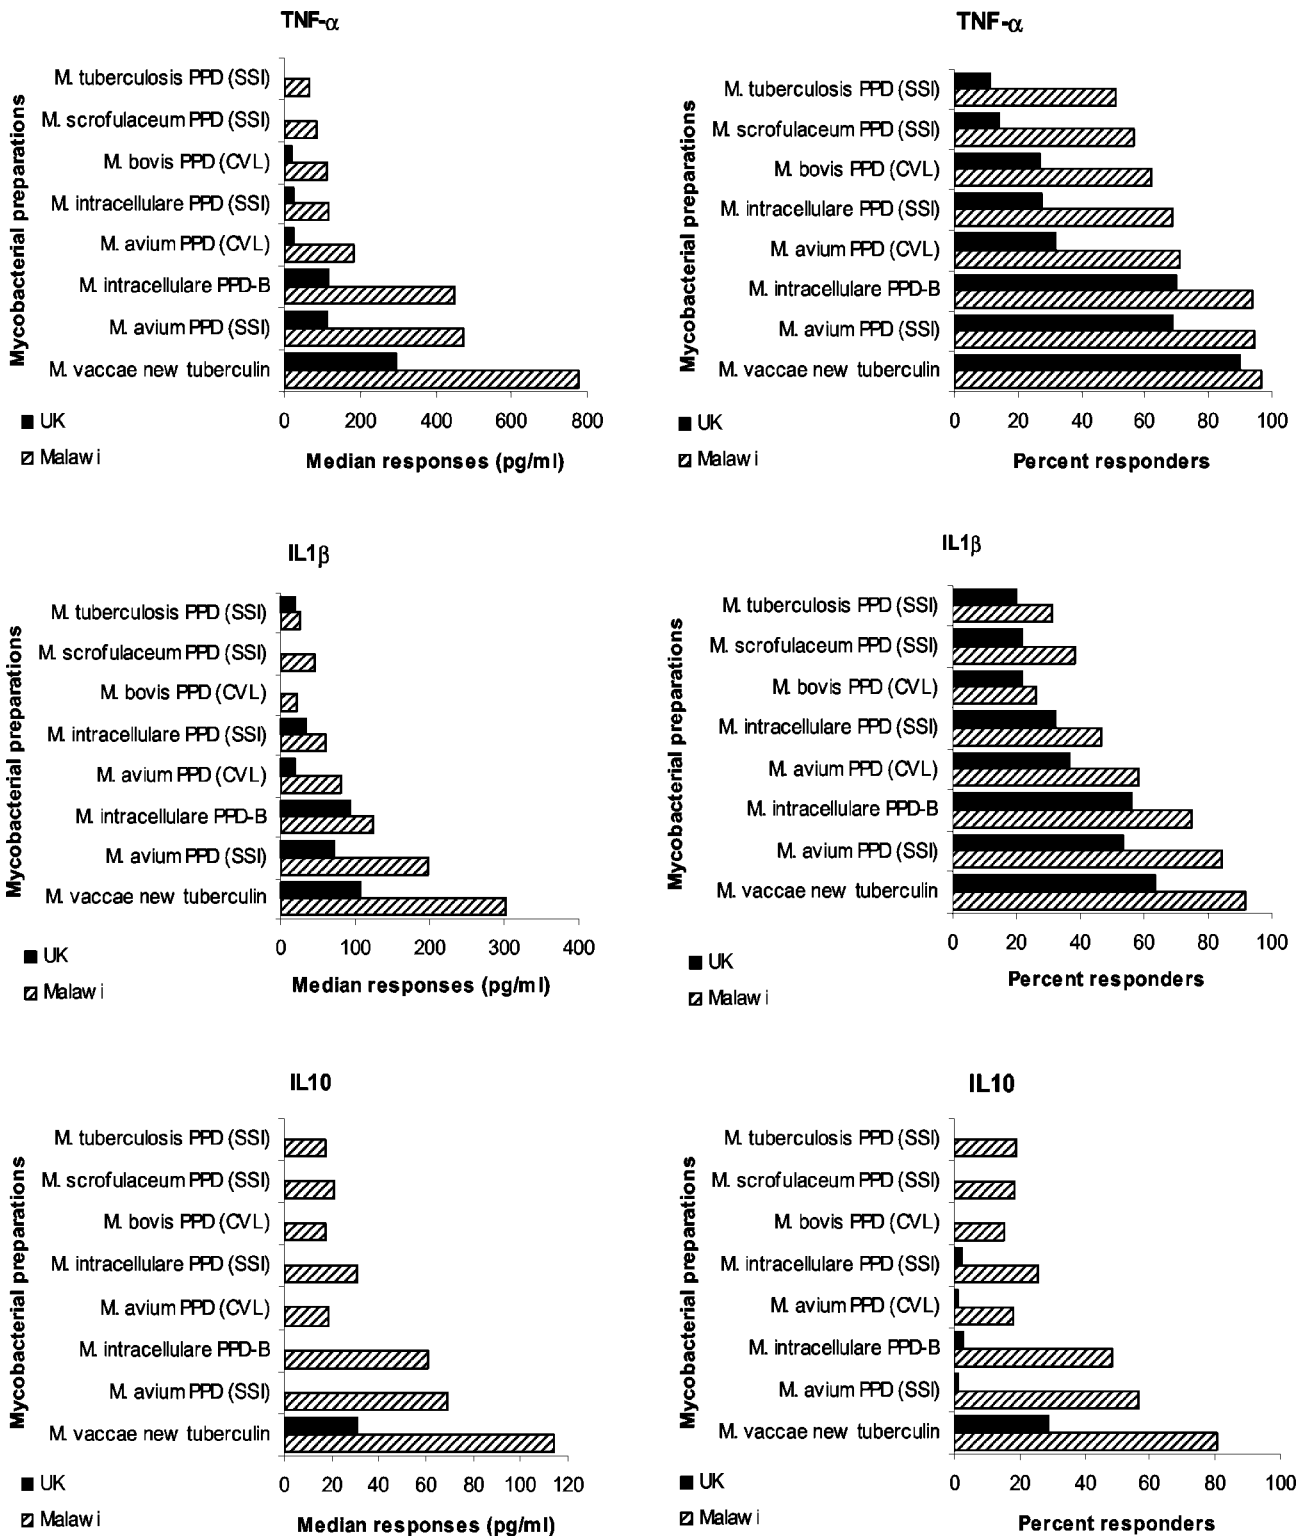 TNF-α
Mycobacterial preparations
M. tuberculosis PPD (SSI)
M. scrofulaceum PPD (SSI)
M. bovis PPD (CVL)
M. intracellulare PPD (SSI)
M. avium PPD (CVL)
M. intracellulare PPD-B
M. avium PPD (SSI)
M. vaccae new tuberculin
0 200 400 600 800
UK
Malawi
Median responses (pg/ml)
TNF-α
Mycobacterial preparations
M. tuberculosis PPD (SSI)
M. scrofulaceum PPD (SSI)
M. bovis PPD (CVL)
M. intracellulare PPD (SSI)
M. avium PPD (CVL)
M. intracellulare PPD-B
M. avium PPD (SSI)
M. vaccae new tuberculin
0 20 40 60 80 100
UK
Malawi
Percent responders
IL1β
Mycobacterial preparations
M. tuberculosis PPD (SSI)
M. scrofulaceum PPD (SSI)
M. bovis PPD (CVL)
M. intracellulare PPD (SSI)
M. avium PPD (CVL)
M. intracellulare PPD-B
M. avium PPD (SSI)
M. vaccae new tuberculin
0 100 200 300 400
UK
Malawi
Median responses (pg/ml)
IL1β
Mycobacterial preparations
M. tuberculosis PPD (SSI)
M. scrofulaceum PPD (SSI)
M. bovis PPD (CVL)
M. intracellulare PPD (SSI)
M. avium PPD (CVL)
M. intracellulare PPD-B
M. avium PPD (SSI)
M. vaccae new tuberculin
0 20 40 60 80 100
UK
Malawi
Percent responders
IL10
Mycobacterial preparations
M. tuberculosis PPD (SSI)
M. scrofulaceum PPD (SSI)
M. bovis PPD (CVL)
M. intracellulare PPD (SSI)
M. avium PPD (CVL)
M. intracellulare PPD-B
M. avium PPD (SSI)
M. vaccae new tuberculin
0 20 40 60 80 100 120
UK
Malawi
Median responses (pg/ml)
IL10
Mycobacterial preparations
M. tuberculosis PPD (SSI)
M. scrofulaceum PPD (SSI)
M. bovis PPD (CVL)
M. intracellulare PPD (SSI)
M. avium PPD (CVL)
M. intracellulare PPD-B
M. avium PPD (SSI)
M. vaccae new tuberculin
0 20 40 60 80 100
UK
Malawi
Percent responders